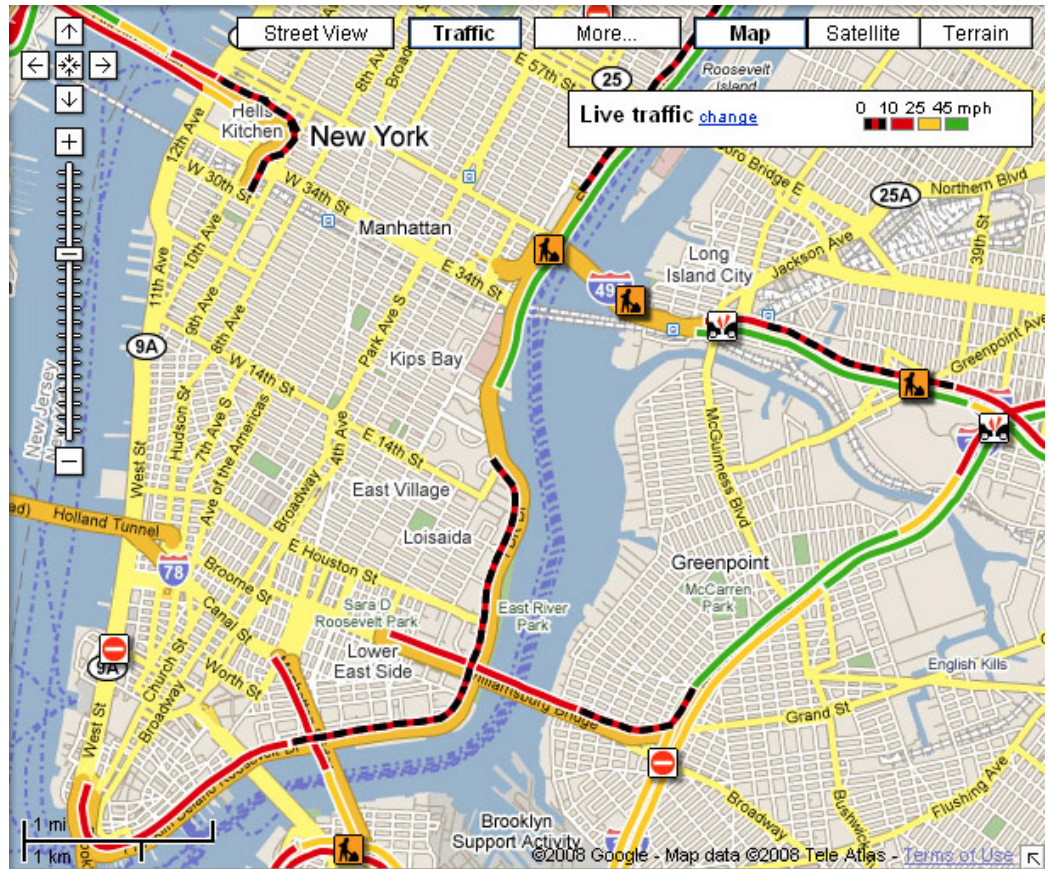 Street View
Traffic
More...
Map
Satellite
Terrain
Live traffic change
0 10 25 45 mph
8th Ave
E 57th St
25
Roosevelt
Island
Hells
Kitchen
New York
12th Ave
W 30th St
W 34th St
Bridge E
25A
Northern Blvd
39th St
Manhattan
10th Ave
11th Ave
E 34th St
Long
Island City
Jackson Ave
9A
9th Ave
8th Ave
Park Ave S
Kips Bay
Greenpoint Ave
New Jersey
W 14th St
Hudson St
7th Ave S
Ave of the Americas
4th Ave
E 14th St
McGuinness Blvd
West St
Broadway
East Village
Holland Tunnel
Loisaida
78
E Houston St
Broome St
Greenpoint
McCarren
Park
Canal St
Sara D
Roosevelt Park
East River
Park
Lower
East Side
9A
Church St
Worth St
Broadway
West St
English Kills
Grand St
Broadway
Flushing Ave
1 mi
1 km
Brooklyn
Support Activity
©2008 Google - Map data ©2008 Tele Atlas - Terms of Use